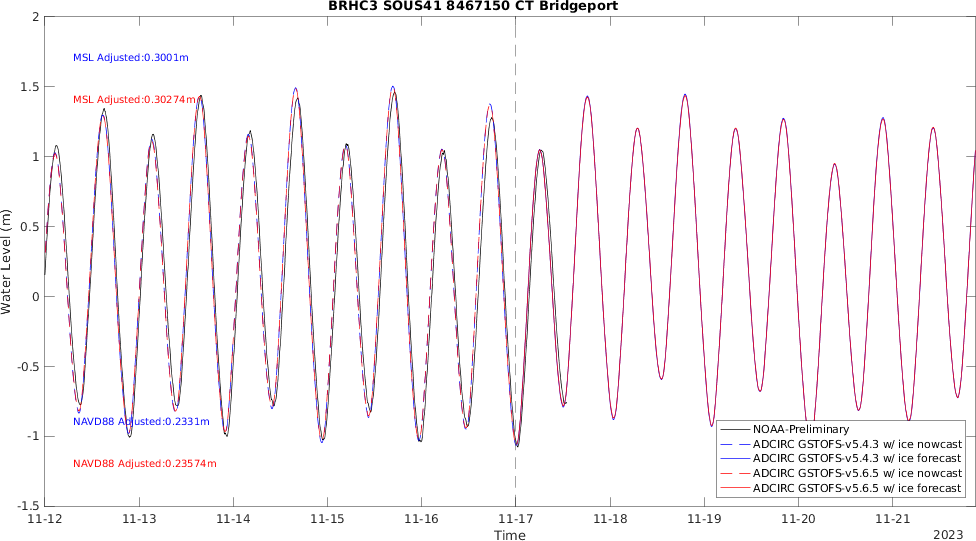 BRHC3 SOUS41 8467150 CT Bridgeport
2
MSL Adjusted:0.3001m
1.5
MSL Adjusted:0.30274m
1
0.5
Water Level (m)
0
-0.5
NAVD88 Adjusted:0.2331m
-1
NAVD88 Adjusted:0.23574m
-1.5
NOAA-Preliminary
ADCIRC GSTOFS-v5.4.3 w/ ice nowcast
ADCIRC GSTOFS-v5.4.3 w/ ice forecast
ADCIRC GSTOFS-v5.6.5 w/ ice nowcast
ADCIRC GSTOFS-v5.6.5 w/ ice forecast
11-12 11-13 11-14 11-15 11-16 11-17 11-18 11-19 11-20 11-21
Time
2023